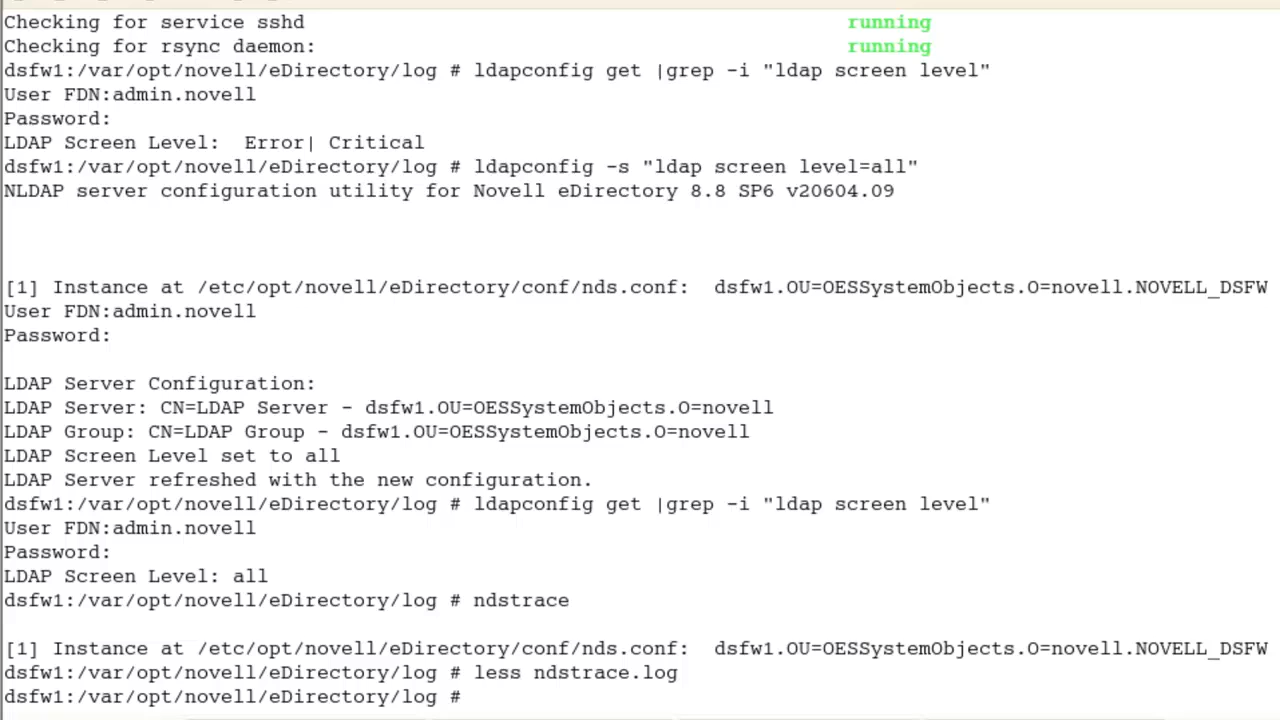 Checking for service sshd running
Checking for rsync daemon: running
dsfw1:/var/opt/novell/eDirectory/log # ldapconfig get |grep -i "ldap screen level"
User FDN:admin.novell
Password:
LDAP Screen Level:  Error| Critical
dsfw1:/var/opt/novell/eDirectory/log # ldapconfig -s "ldap screen level=all"
NLDAP server configuration utility for Novell eDirectory 8.8 SP6 v20604.09
[1] Instance at /etc/opt/novell/eDirectory/conf/nds.conf:  dsfw1.OU=OESSystemObjects.O=novell.NOVELL_DSFW
User FDN:admin.novell
Password:
LDAP Server Configuration:
LDAP Server: CN=LDAP Server - dsfw1.OU=OESSystemObjects.O=novell
LDAP Group: CN=LDAP Group - dsfw1.OU=OESSystemObjects.O=novell
LDAP Screen Level set to all
LDAP Server refreshed with the new configuration.
dsfw1:/var/opt/novell/eDirectory/log # ldapconfig get |grep -i "ldap screen level"
User FDN:admin.novell
Password:
LDAP Screen Level: all
dsfw1:/var/opt/novell/eDirectory/log # ndstrace
[1] Instance at /etc/opt/novell/eDirectory/conf/nds.conf:  dsfw1.OU=OESSystemObjects.O=novell.NOVELL_DSFW
dsfw1:/var/opt/novell/eDirectory/log # less ndstrace.log
dsfw1:/var/opt/novell/eDirectory/log #